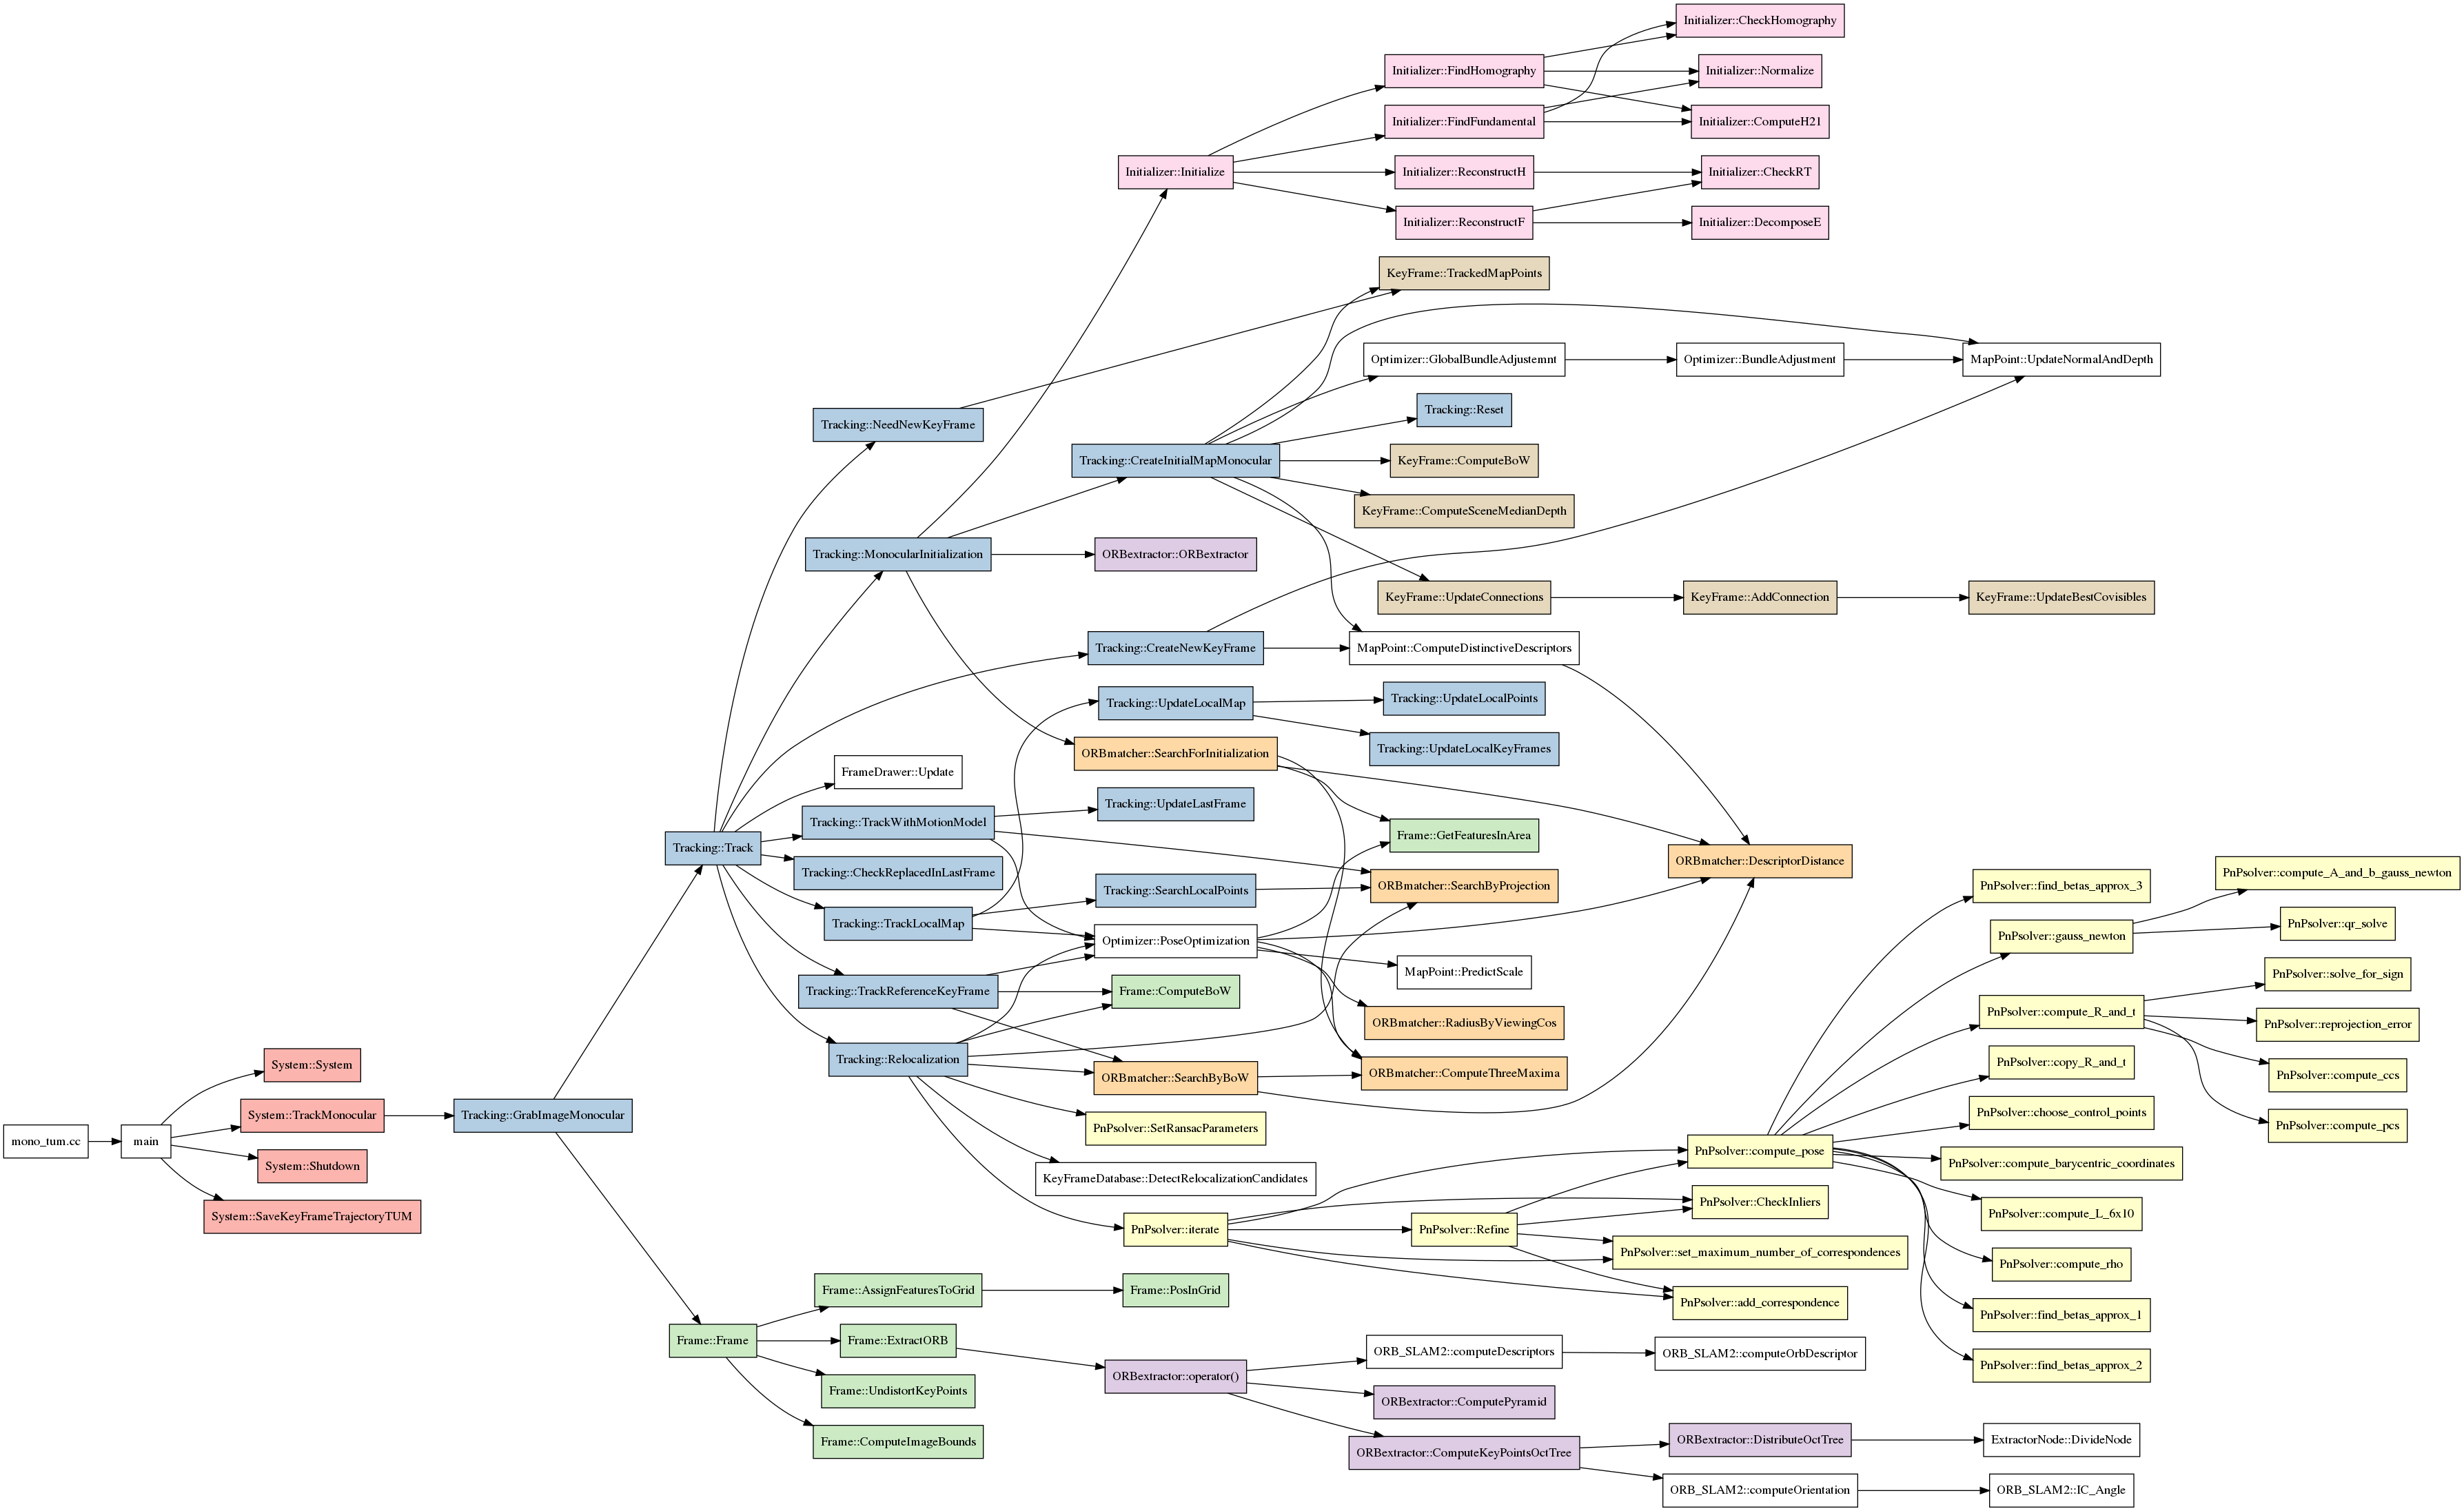 mono_tum.cc
main
System::System
System::TrackMonocular
System::Shutdown
System::SaveKeyFrameTrajectoryTUM
Tracking::GrabImageMonocular
Tracking::Track
Frame::Frame
Tracking::NeedNewKeyFrame
Tracking::MonocularInitialization
FrameDrawer::Update
Tracking::TrackWithMotionModel
Tracking::CheckReplacedInLastFrame
Tracking::TrackLocalMap
Tracking::TrackReferenceKeyFrame
Tracking::Relocalization
Frame::AssignFeaturesToGrid
Frame::ExtractORB
Frame::UndistortKeyPoints
Frame::ComputeImageBounds
Initializer::Initialize
Tracking::CreateInitialMapMonocular
ORBextractor::ORBextractor
Tracking::CreateNewKeyFrame
Tracking::UpdateLocalMap
ORBmatcher::SearchForInitialization
Tracking::UpdateLastFrame
Tracking::SearchLocalPoints
Optimizer::PoseOptimization
Frame::ComputeBoW
ORBmatcher::SearchByBoW
PnPsolver::SetRansacParameters
KeyFrameDatabase::DetectRelocalizationCandidates
PnPsolver::iterate
Frame::PosInGrid
ORBextractor::operator()
Initializer::FindHomography
Initializer::FindFundamental
Initializer::ReconstructH
Initializer::ReconstructF
KeyFrame::TrackedMapPoints
Optimizer::GlobalBundleAdjustemnt
Tracking::Reset
KeyFrame::ComputeBoW
KeyFrame::ComputeSceneMedianDepth
KeyFrame::UpdateConnections
MapPoint::ComputeDistinctiveDescriptors
Tracking::UpdateLocalPoints
Tracking::UpdateLocalKeyFrames
Frame::GetFeaturesInArea
ORBmatcher::SearchByProjection
MapPoint::PredictScale
ORBmatcher::RadiusByViewingCos
ORBmatcher::ComputeThreeMaxima
PnPsolver::Refine
ORB_SLAM2::computeDescriptors
ORBextractor::ComputePyramid
ORBextractor::ComputeKeyPointsOctTree
Initializer::CheckHomography
Initializer::Normalize
Initializer::ComputeH21
Initializer::CheckRT
Initializer::DecomposeE
Optimizer::BundleAdjustment
KeyFrame::AddConnection
ORBmatcher::DescriptorDistance
PnPsolver::compute_pose
PnPsolver::CheckInliers
PnPsolver::set_maximum_number_of_correspondences
PnPsolver::add_correspondence
ORB_SLAM2::computeOrbDescriptor
ORBextractor::DistributeOctTree
ORB_SLAM2::computeOrientation
MapPoint::UpdateNormalAndDepth
KeyFrame::UpdateBestCovisibles
PnPsolver::find_betas_approx_3
PnPsolver::gauss_newton
PnPsolver::compute_R_and_t
PnPsolver::copy_R_and_t
PnPsolver::choose_control_points
PnPsolver::compute_barycentric_coordinates
PnPsolver::compute_L_6x10
PnPsolver::compute_rho
PnPsolver::find_betas_approx_1
PnPsolver::find_betas_approx_2
ExtractorNode::DivideNode
ORB_SLAM2::IC_Angle
PnPsolver::compute_A_and_b_gauss_newton
PnPsolver::qr_solve
PnPsolver::solve_for_sign
PnPsolver::reprojection_error
PnPsolver::compute_ccs
PnPsolver::compute_pcs